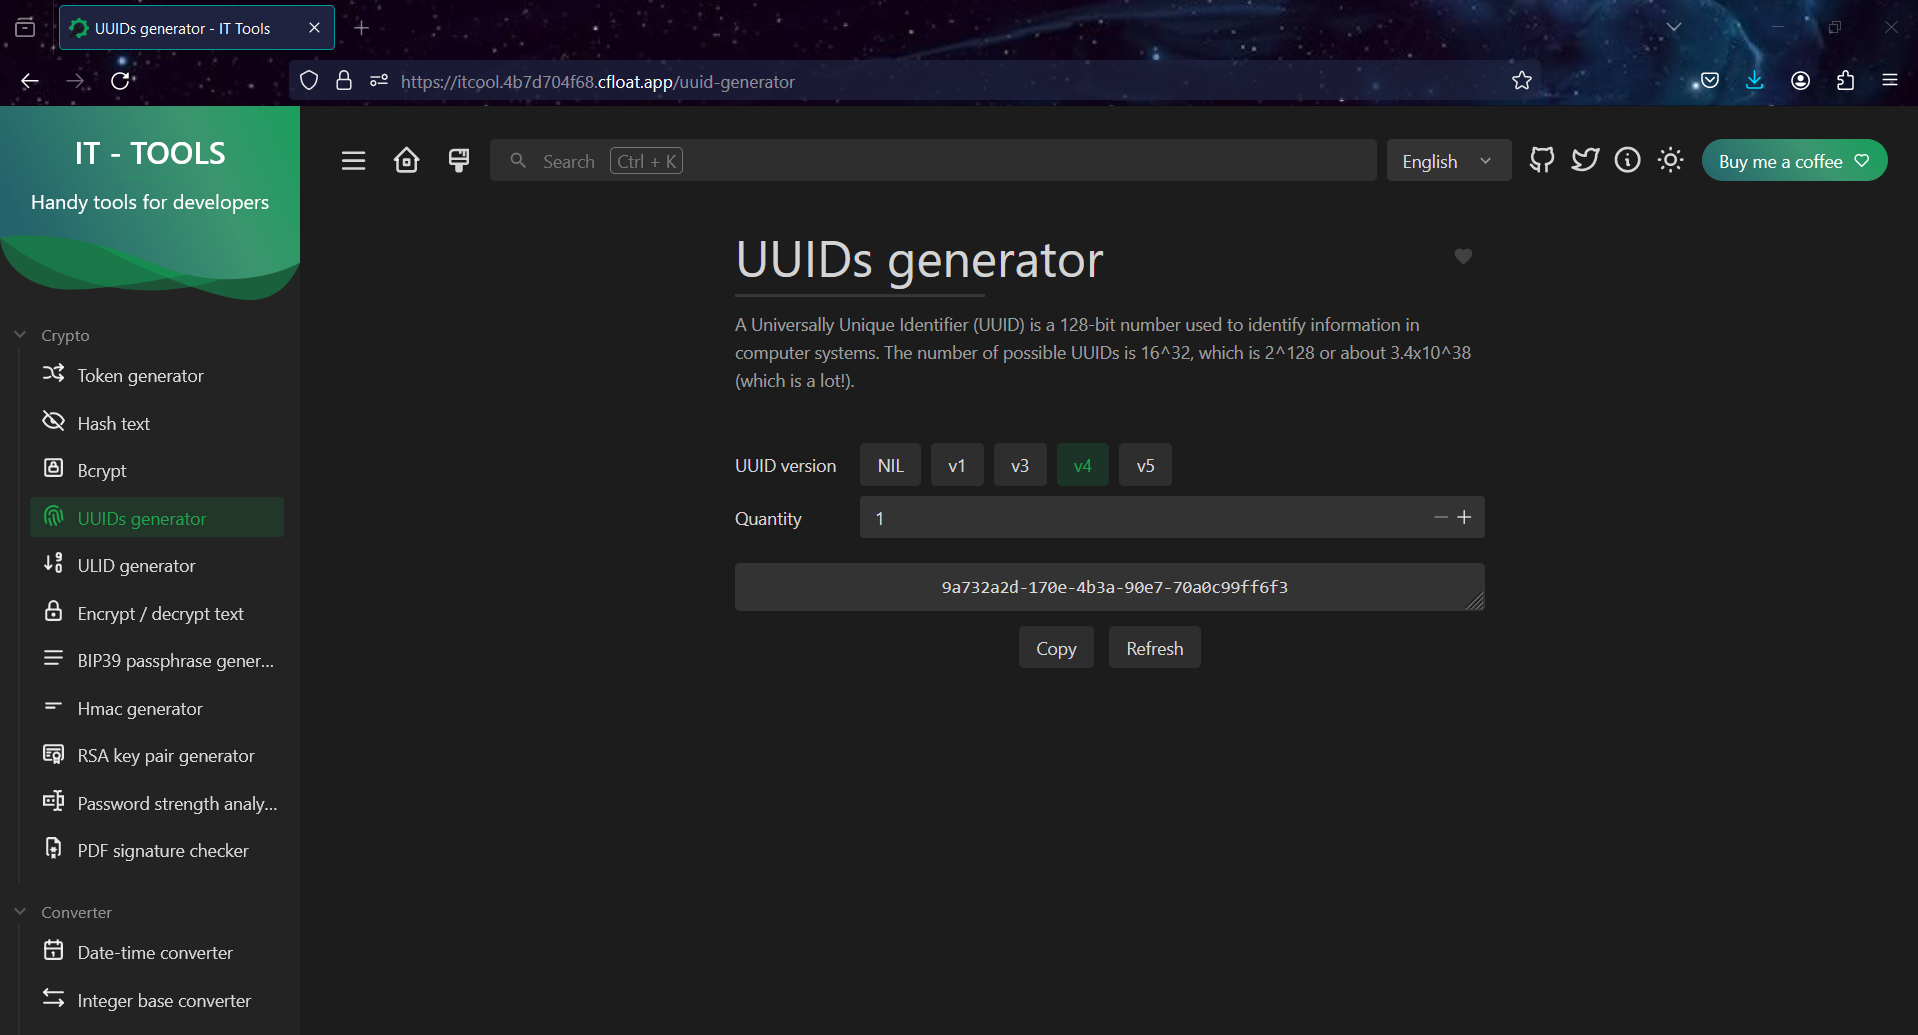 UUIDs generator - IT Tools
https://itcool.4b7d704f68.cfloat.app/uuid-generator
IT - TOOLS
Handy tools for developers
Crypto
Token generator
Hash text
Bcrypt
UUIDs generator
ULID generator
Encrypt / decrypt text
BIP39 passphrase gener...
Hmac generator
RSA key pair generator
Password strength analy...
PDF signature checker
Converter
Date-time converter
Integer base converter
Search Ctrl + K
English
Buy me a coffee
UUIDs generator
A Universally Unique Identifier (UUID) is a 128-bit number used to identify information in
computer systems. The number of possible UUIDs is 16^32, which is 2^128 or about 3.4x10^38
(which is a lot!).
UUID version NIL v1 v3 v4 v5
Quantity 1
9a732a2d-170e-4b3a-90e7-70a0c99ff6f3
Copy Refresh